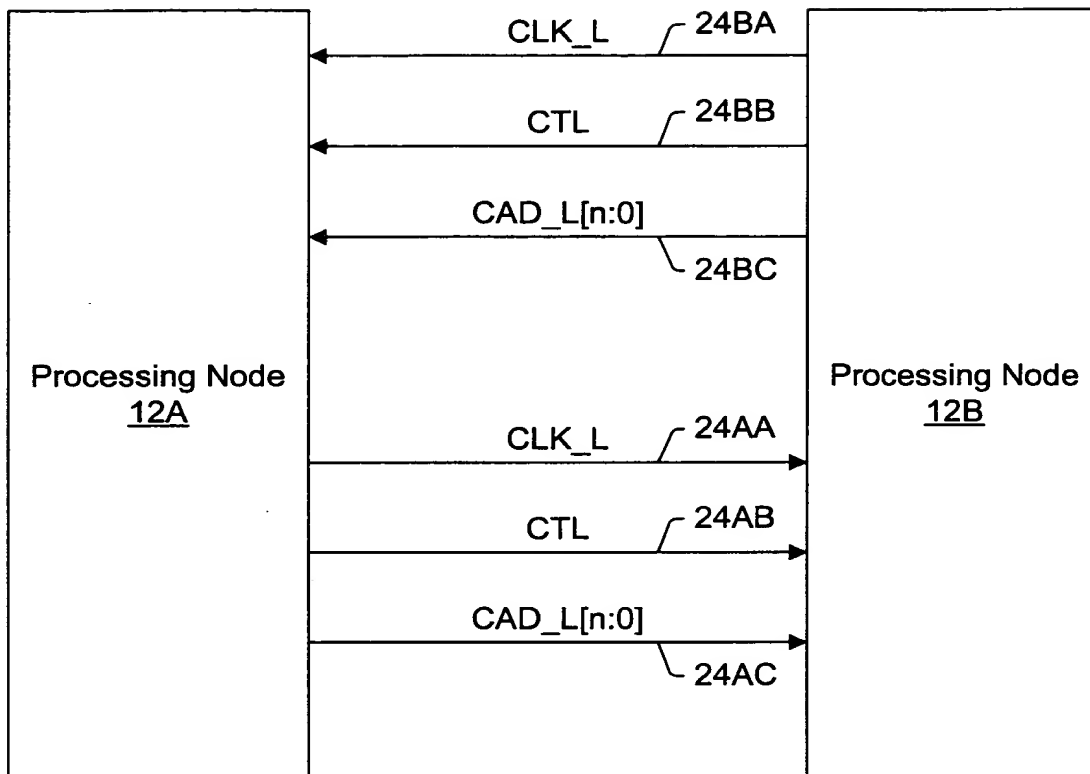 CLK_L
24BA
CTL
24BB
CAD_L[n:0]
24BC
Processing Node
12A
Processing Node
12B
CLK_L
24AA
CTL
24AB
CAD_L[n:0]
24AC